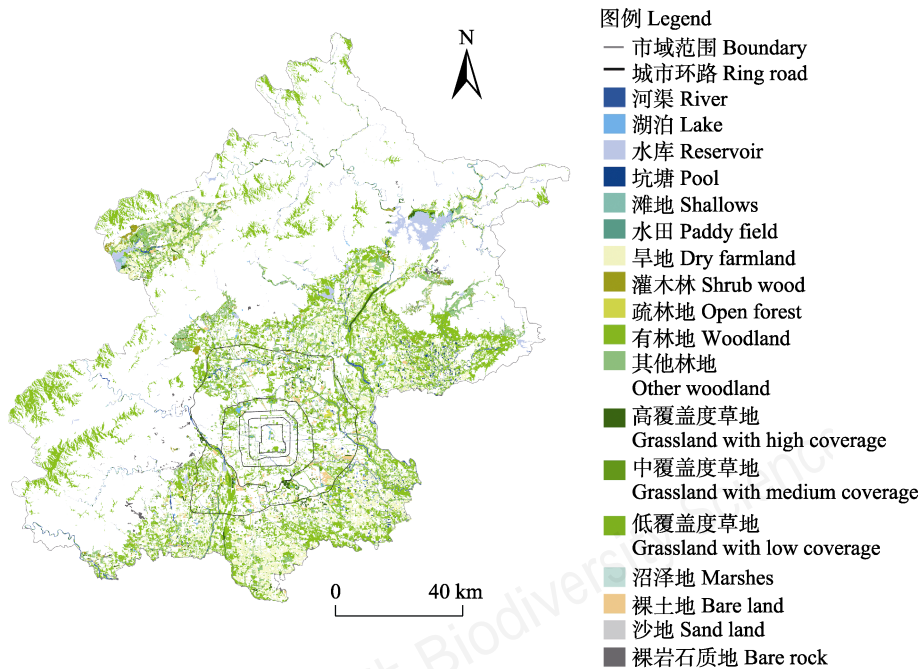 图例 Legend
市域范围 Boundary
城市环路 Ring road
河渠 River
湖泊 Lake
水库 Reservoir
坑塘 Pool
滩地 Shallows
水田 Paddy field
旱地 Dry farmland
灌木林 Shrub wood
疏林地 Open forest
有林地 Woodland
其他林地
Other woodland
高覆盖度草地
Grassland with high coverage
中覆盖度草地
Grassland with medium coverage
低覆盖度草地
Grassland with low coverage
沼泽地 Marshes
裸土地 Bare land
沙地 Sand land
裸岩石质地 Bare rock
N
0 40 km
Biodiversity Science